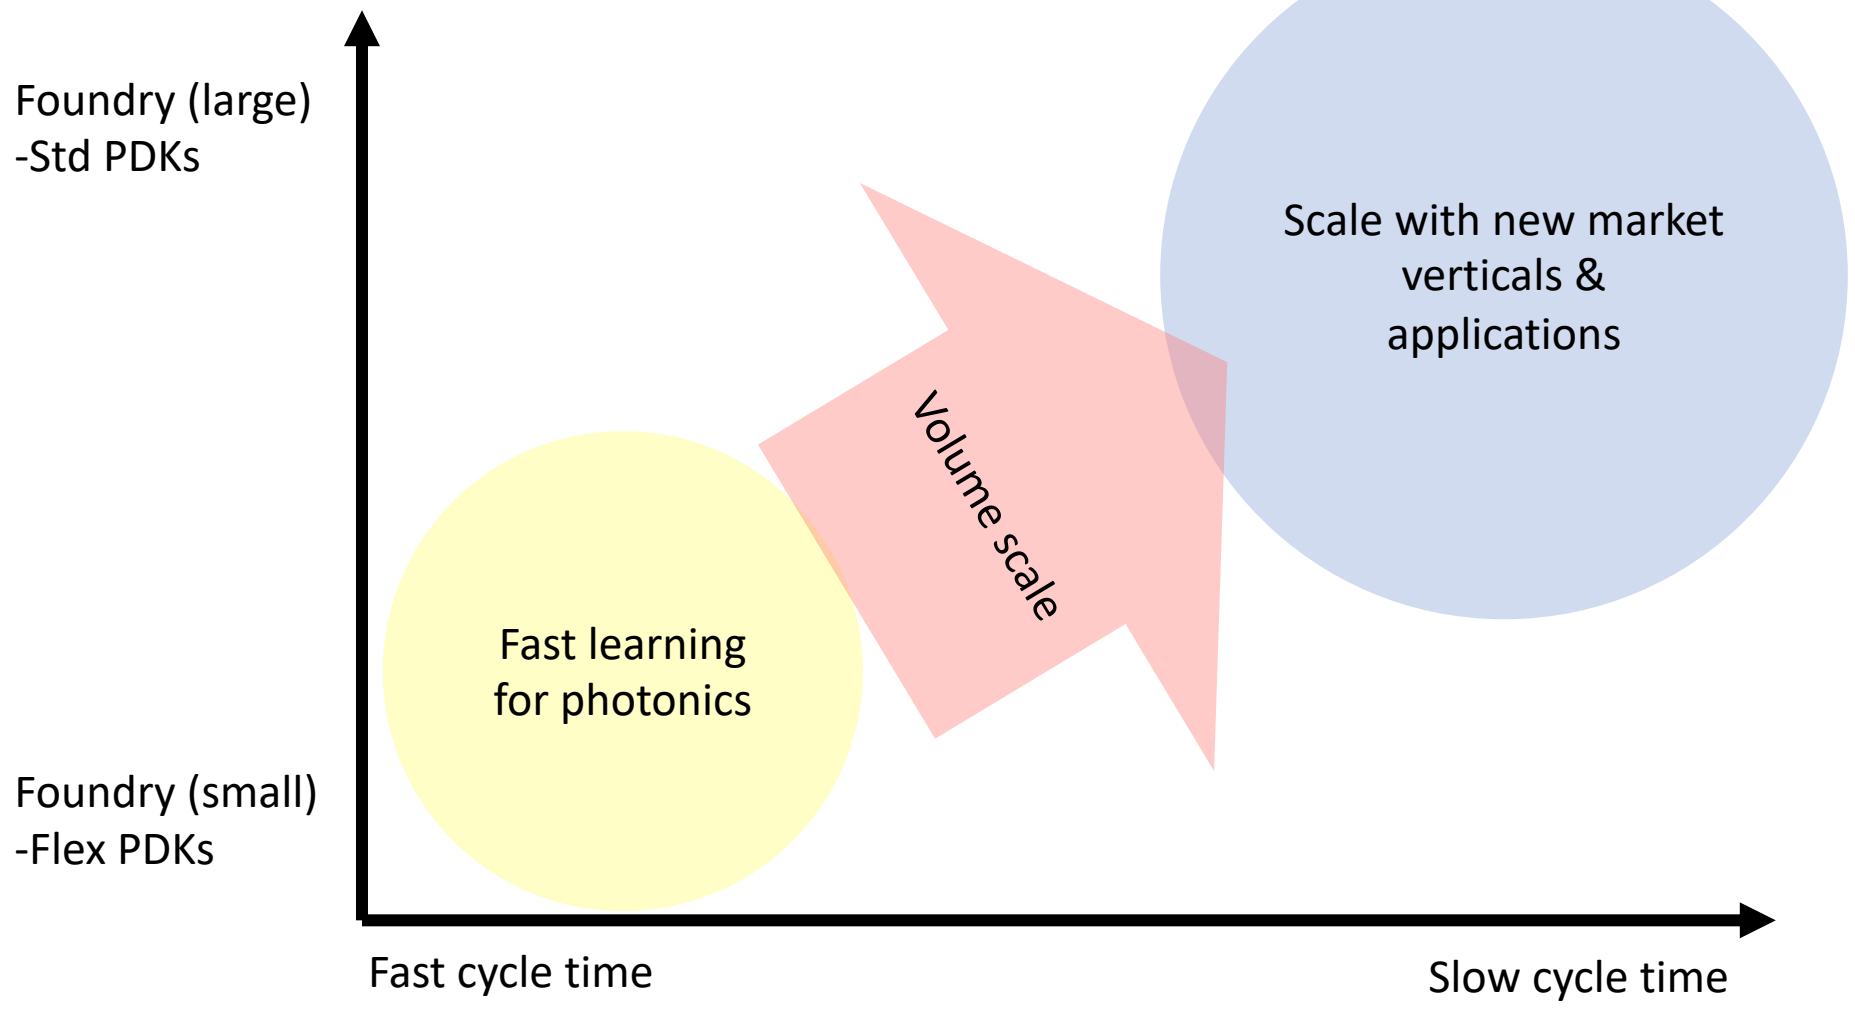 Foundry (large)
-Std PDKs
Scale with new market
verticals &
applications
Volume scale
Fast learning
for photonics
Foundry (small)
-Flex PDKs
Fast cycle time
Slow cycle time